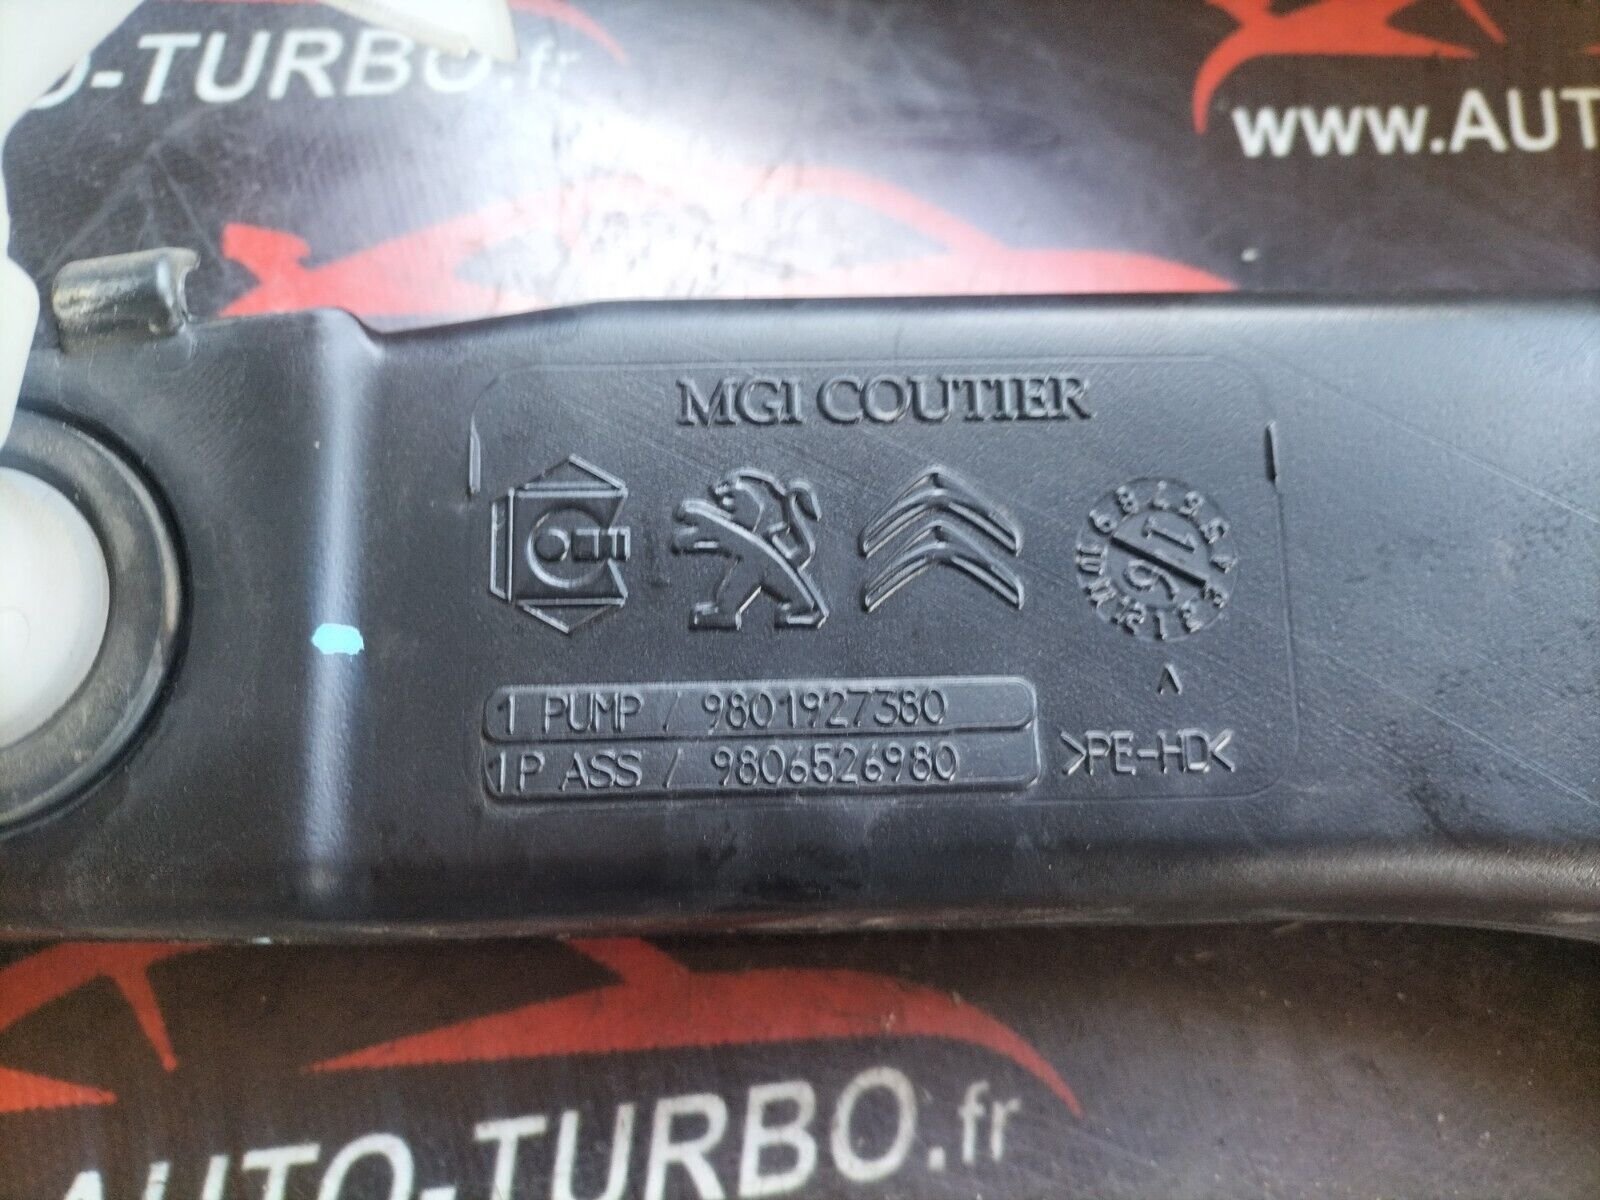 O-TURBO.fr
www.AUT
MGI COUTIER
1 PUMP / 9801927380
1P ASS / 9806526980
>PE-HD<
AUTO-TURBO.fr